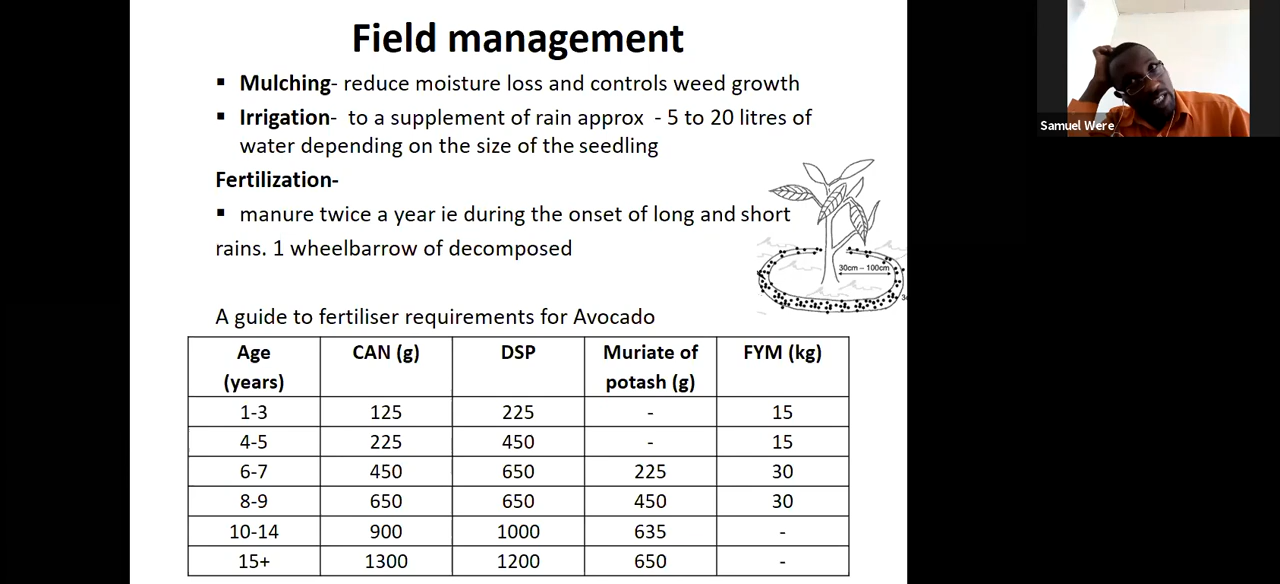 Field management
▪ Mulching- reduce moisture loss and controls weed growth
▪ Irrigation- to a supplement of rain approx - 5 to 20 litres of
water depending on the size of the seedling
Fertilization-
▪ manure twice a year ie during the onset of long and short
rains. 1 wheelbarrow of decomposed
30cm – 100cm
A guide to fertiliser requirements for Avocado
Age (years) CAN (g) DSP Muriate of potash (g) FYM (kg)
1-3 125 225 - 15
4-5 225 450 - 15
6-7 450 650 225 30
8-9 650 650 450 30
10-14 900 1000 635 -
15+ 1300 1200 650 -
Samuel Were